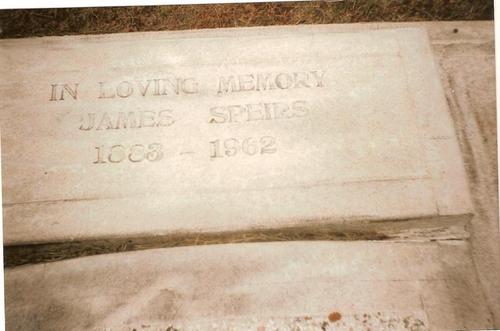 IN LOVING MEMORY
JAMES SPEIRS
1883 - 1962